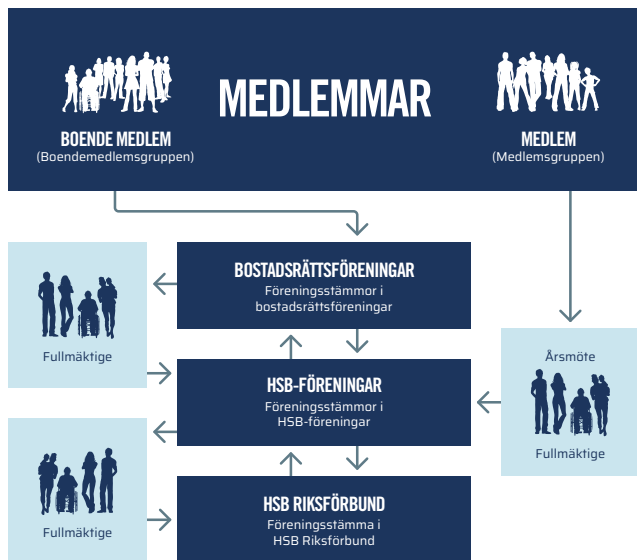 MEDLEMMAR
BOENDE MEDLEM
(Boendemedlemsgruppen)
MEDLEM
(Medlemsgruppen)
BOSTADSRÄTTSFÖRENINGAR
Föreningsstämmor i
bostadsrättsföreningar
Fullmäktige
HSB-FÖRENINGAR
Föreningsstämmor i
HSB-föreningar
Årsmöte
Fullmäktige
Fullmäktige
HSB RIKSFÖRBUND
Föreningsstämma i
HSB Riksförbund